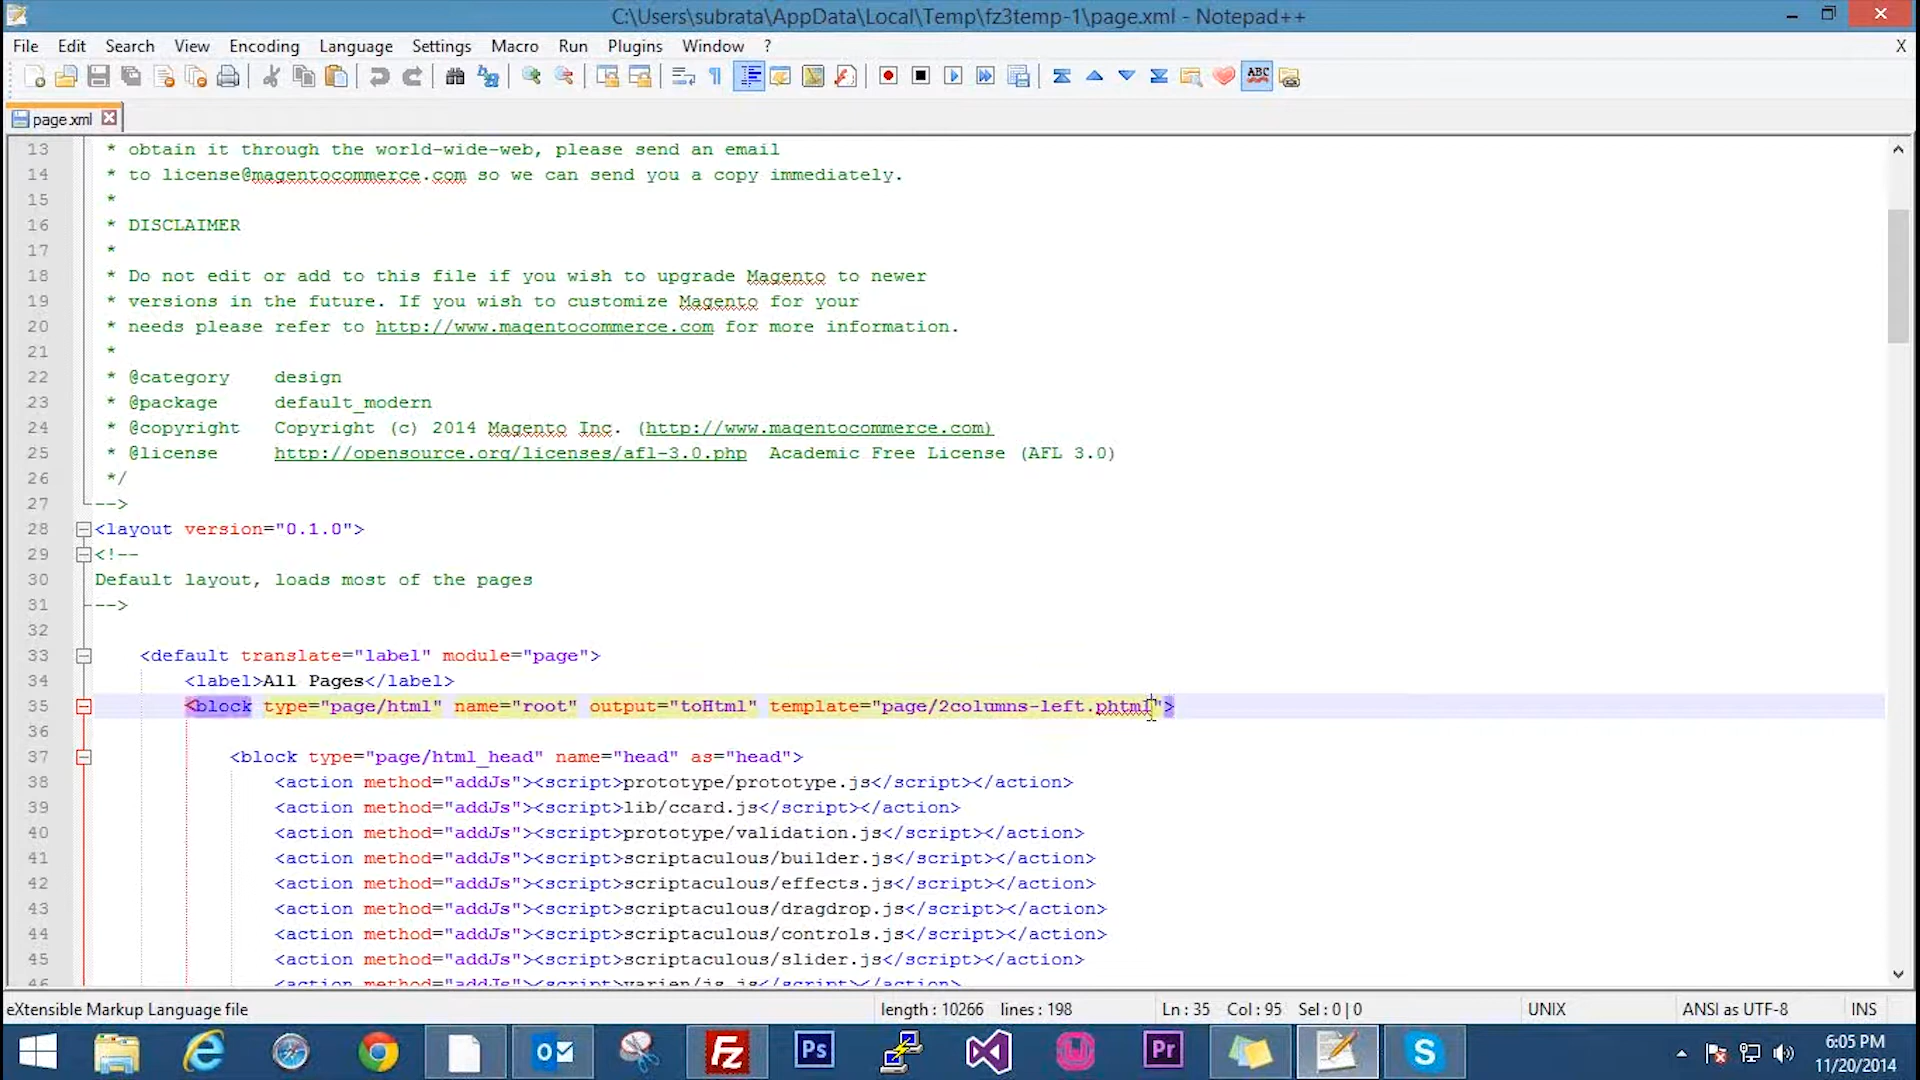 C:\Users\subrata\AppData\Local\Temp\fz3temp-1\page.xml - Notepad++
File Edit Search View Encoding Language Settings Macro Run Plugins Window ? X
ABC
page.xml
13 * obtain it through the world-wide-web, please send an email
14 * to license@magentocommerce.com so we can send you a copy immediately.
15 *
16 * DISCLAIMER
17 *
18 * Do not edit or add to this file if you wish to upgrade Magento to newer
19 * versions in the future. If you wish to customize Magento for your
20 * needs please refer to http://www.magentocommerce.com for more information.
21 *
22 * @category design
23 * @package default_modern
24 * @copyright Copyright (c) 2014 Magento Inc. (http://www.magentocommerce.com)
25 * @license http://opensource.org/licenses/afl-3.0.php Academic Free License (AFL 3.0)
26 */
27 -->
28 <layout version="0.1.0">
29 <!--
30 Default layout, loads most of the pages
31 -->
32
33 <default translate="label" module="page">
34 <label>All Pages</label>
35 <block type="page/html" name="root" output="toHtml" template="page/2columns-left.phtml">
36
37 <block type="page/html_head" name="head" as="head">
38 <action method="addJs"><script>prototype/prototype.js</script></action>
39 <action method="addJs"><script>lib/ccard.js</script></action>
40 <action method="addJs"><script>prototype/validation.js</script></action>
41 <action method="addJs"><script>scriptaculous/builder.js</script></action>
42 <action method="addJs"><script>scriptaculous/effects.js</script></action>
43 <action method="addJs"><script>scriptaculous/dragdrop.js</script></action>
44 <action method="addJs"><script>scriptaculous/controls.js</script></action>
45 <action method="addJs"><script>scriptaculous/slider.js</script></action>
46 <action method="addJs"><script>varien/js.js</script></action>
eXtensible Markup Language file length : 10266 lines : 198 Ln : 35 Col : 95 Sel : 0 | 0 UNIX ANSI as UTF-8 INS
Fz Ps Pr S
6:05 PM
11/20/2014